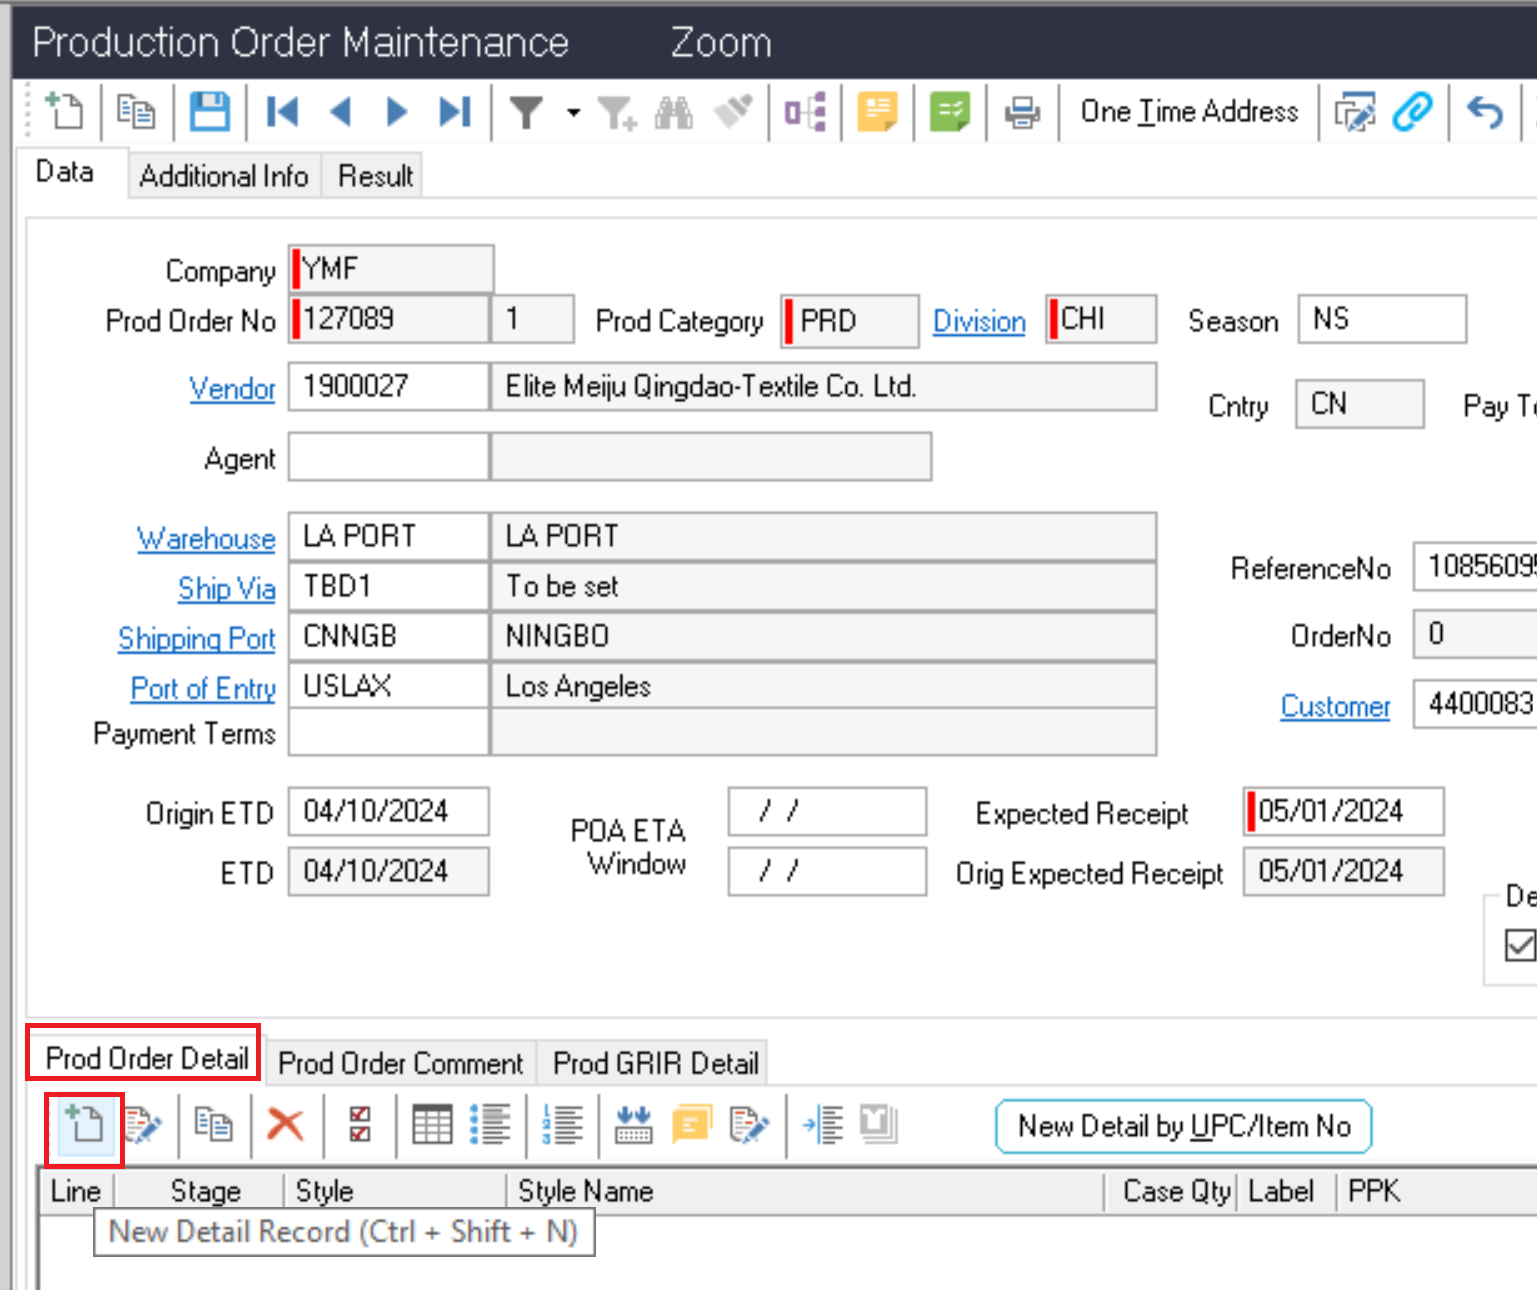 Production Order Maintenance Zoom
One Time Address
Data Additional Info Result
Company YMF
Prod Order No 127089 1 Prod Category PRD Division CHI Season NS
Vendor 1900027 Elite Meiju Qingdao-Textile Co. Ltd.
Cntry CN Pay
Agent
Warehouse LA PORT LA PORT
ReferenceNo 1085609
Ship Via TBD1 To be set
Shipping Port CNNGB NINGBO
OrderNo 0
Port of Entry USLAX Los Angeles
Customer 4400083
Payment Terms
Origin ETD 04/10/2024 POA ETA Window / / Expected Receipt 05/01/2024
ETD 04/10/2024 / / Orig Expected Receipt 05/01/2024
De
Prod Order Detail Prod Order Comment Prod GRIR Detail
New Detail by UPC/Item No
Line Stage Style Style Name Case Qty Label PPK
New Detail Record (Ctrl + Shift + N)